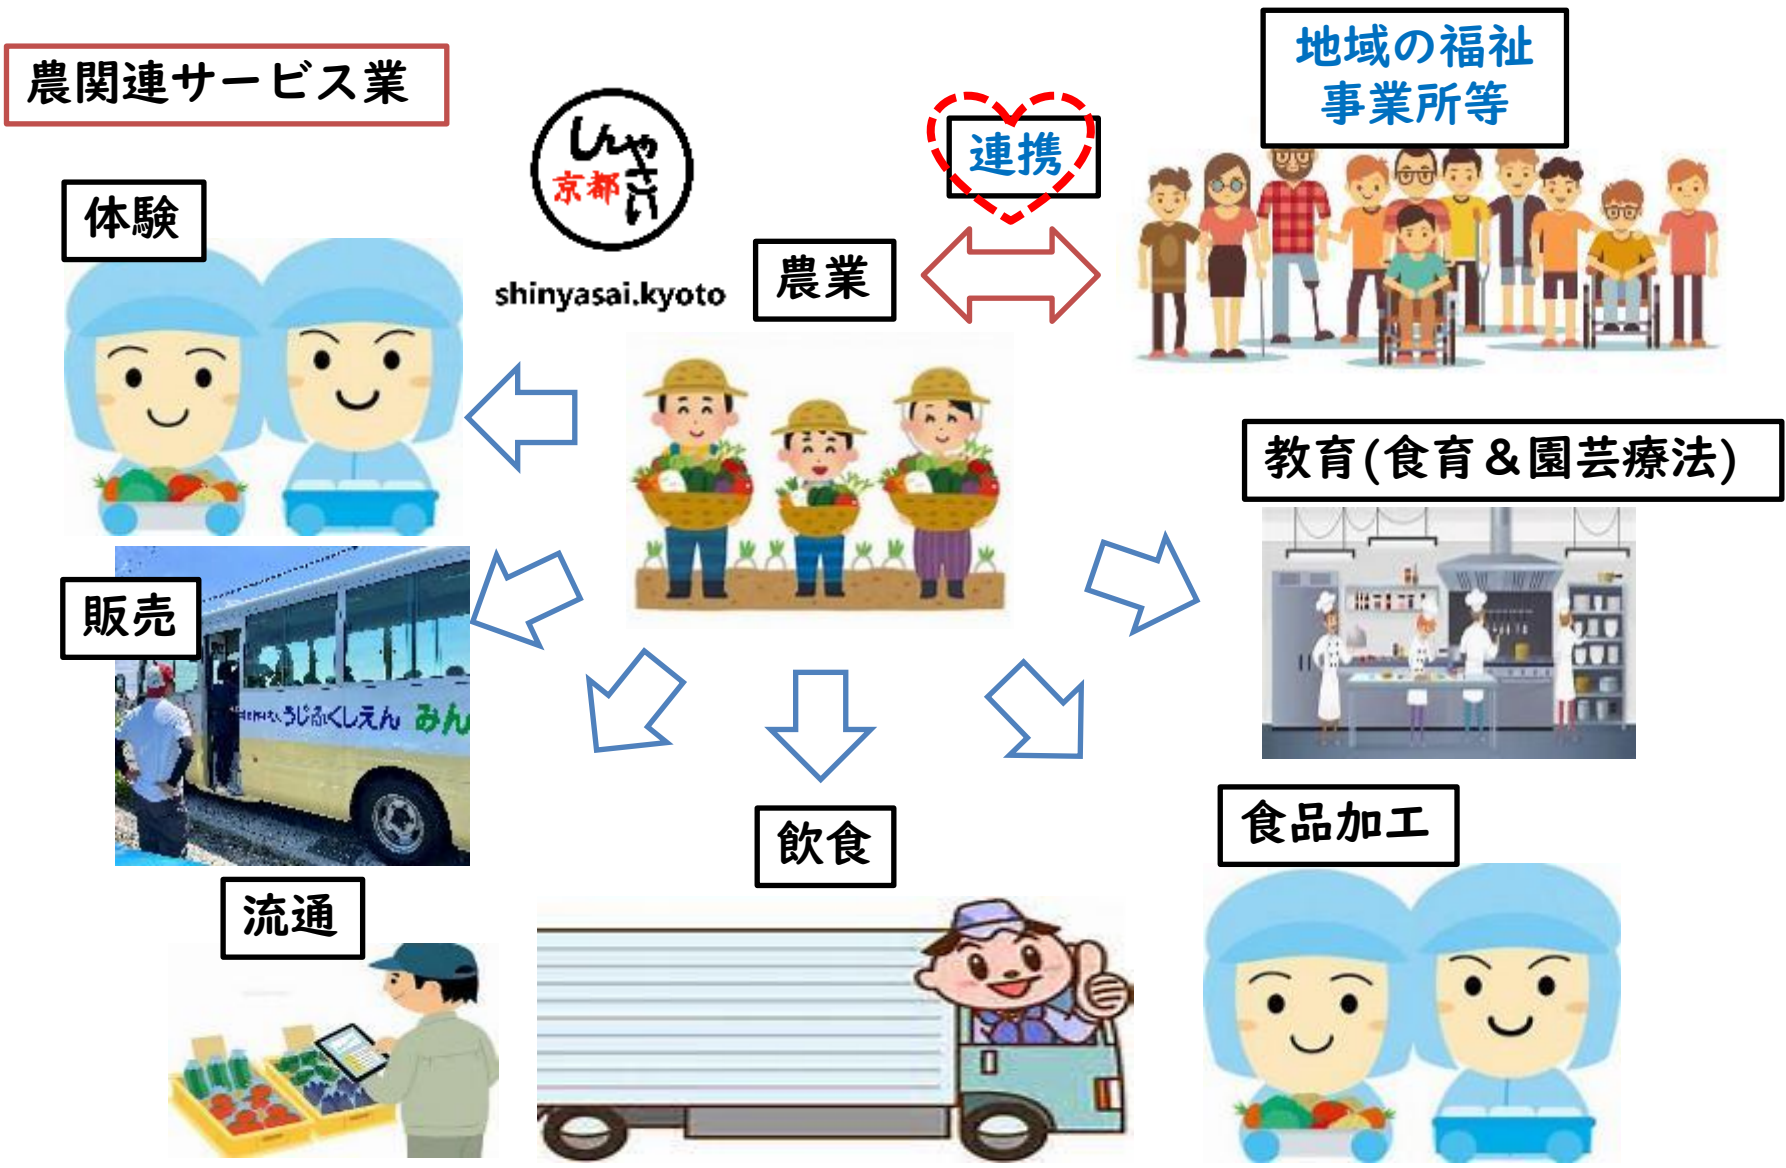 農関連サービス業
地域の福祉
事業所等
しんやさい
京都
shinyasai.kyoto
連携
体験
農業
教育(食育＆園芸療法)
販売
うじふくしえん みん
飲食
食品加工
流通